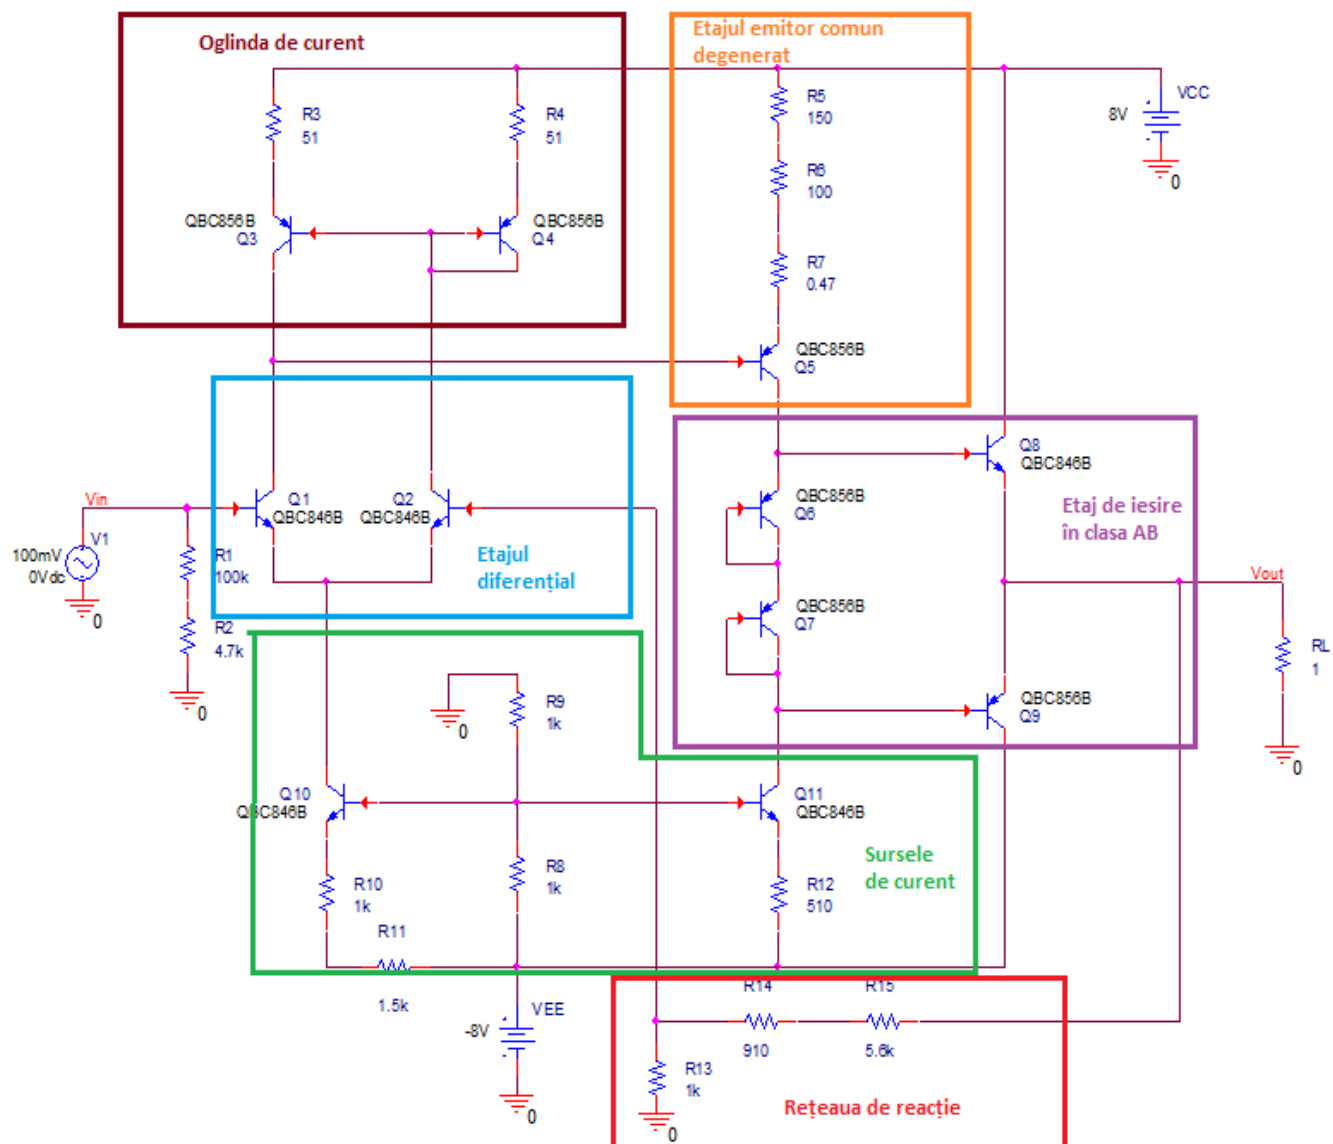 Oglinda de curent
Etajul emitor comun
degenerat
R3
51
R4
51
R5
150
VCC
8V
0
R6
100
QBC856B
Q3
QBC856B
Q4
R7
0.47
QBC856B
Q5
Q8
QBC846B
Vin
V1
100mV
0Vdc
0
Q1
QBC846B
Q2
QBC846B
QBC856B
Q6
Etaj de iesire
în clasa AB
R1
100k
Etajul
diferențial
Vout
R2
4.7k
0
QBC856B
Q7
RL
1
0
R9
1k
0
QBC856B
Q9
Q10
QBC846B
Q11
QBC846B
R8
1k
Sursele
de curent
R10
1k
R12
510
R11
1.5k
VEE
-8V
0
R14
910
R15
5.6k
R13
1k
0
Rețeaua de reacție